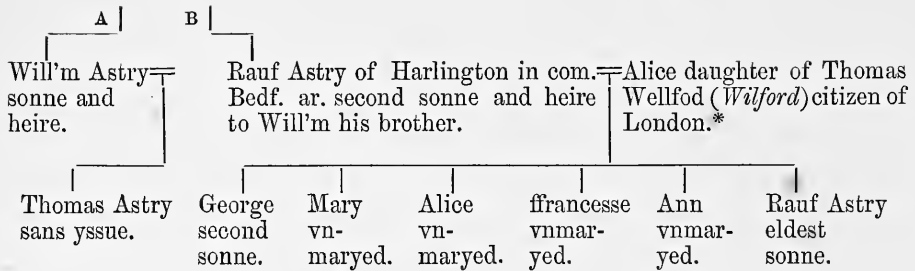 A B
Will'm Astry
sonne and
heire.
Rauf Astry of Harlington in com.
Bedf. ar. second sonne and heire
to Will'm his brother.
Alice daughter of Thomas
Wellfod (Wilford) citizen of
London.*
Thomas Astry
sans yssue.
George
second
sonne.
Mary
vn-
maryed.
Alice
vn-
maryed.
ffrancesse
vnmar-
yed.
Ann
vnmar-
yed.
Rauf Astry
eldest
sonne.